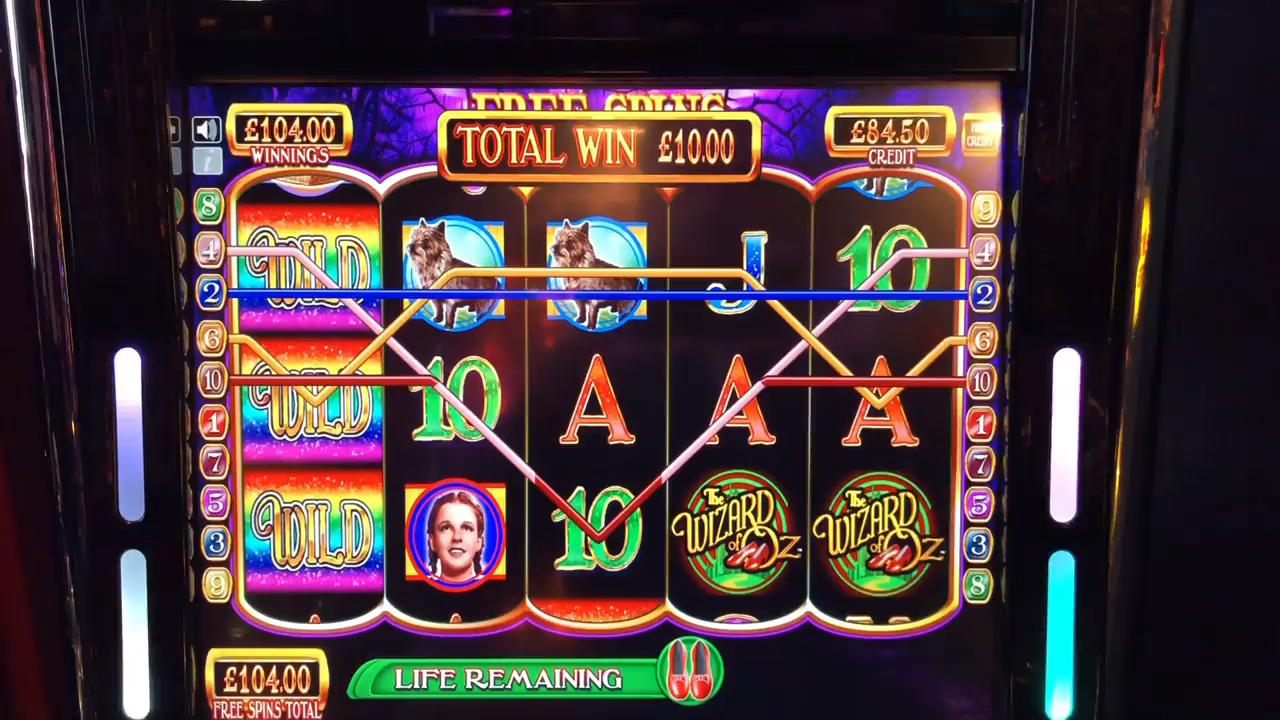 FREE SPINS
£104.00
WINNINGS
TOTAL WIN £10.00
£84.50
CREDIT
CREDIT
i
8
9
4
WILD
J
10
4
2
2
6
6
10
WILD
10
A
A
A
10
1
1
7
7
5
WILD
10
The
WIZARD
of OZ
The
WIZARD
of OZ
5
3
3
9
8
£104.00
FREE SPINS TOTAL
LIFE REMAINING